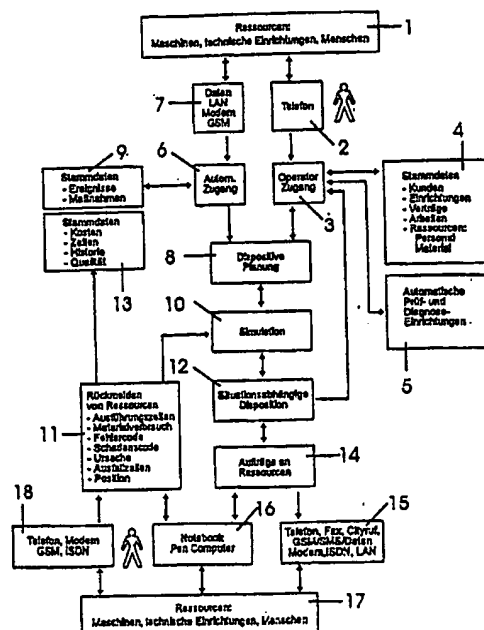 Ressourcen:
Maschinen, technische Einrichtungen, Menschen
1
Daten
LAN
Modem
GSM
7
Telefon
2
4
9
Stammdaten
- Ereignisse
- Maßnahmen
6
Autom.
Zugang
Operator
Zugang
3
Stammdaten
- Kunden
- Einrichtungen
- Verträge
- Arbeiten
- Ressourcen:
Personal
Material
Stammdaten
- Kosten
- Zeiten
- Historie
- Qualität
13
8
Dispositive
Planung
Automatische
Prüf- und
Diagnose-
Einrichtungen
5
10
Simulation
12
Situationsabhängige
Disposition
11
Rückmelden
von Ressourcen
- Ausführungszeiten
- Materialverbrauch
- Fehlercode
- Schadenscode
- Ursache
- Ausfallzeiten
- Position
Aufträge an
Ressourcen
14
18
Telefon, Modem
GSM, ISDN
16
Notebook
Pen Computer
15
Telefon, Fax, Cityruf,
GSM/SMS/Daten
Modem, ISDN, LAN
Ressourcen:
Maschinen, technische Einrichtungen, Menschen
17